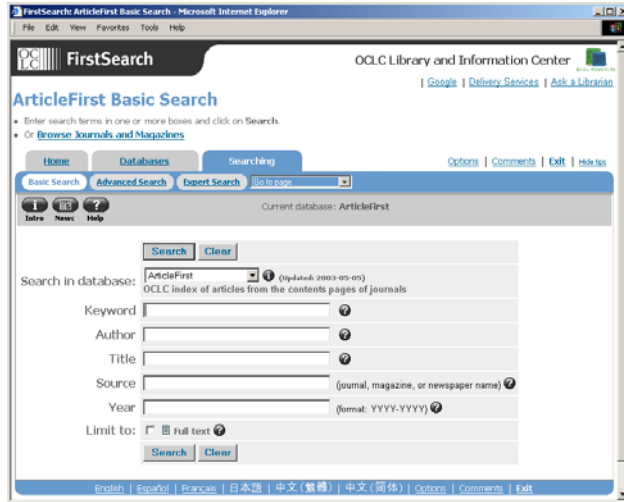 FirstSearch: ArticleFirst Basic Search - Microsoft Internet Explorer
File Edit View Favorites Tools Help
OCLC FirstSearch OCLC Library and Information Center
| Google | Delivery Services | Ask a Librarian
ArticleFirst Basic Search
• Enter search terms in one or more boxes and click on Search.
• Or Browse Journals and Magazines
Home Databases Searching Options | Comments | Exit | Hide tips
Basic Search Advanced Search Expert Search Go to page
Intro News Help Current database: ArticleFirst
Search Clear
Search in database: ArticleFirst (Updated: 2003-05-05)
OCLC index of articles from the contents pages of journals
Keyword
Author
Title
Source (journal, magazine, or newspaper name)
Year (format: YYYY-YYYY)
Limit to: Full text
Search Clear
English | Español | Français | 日本語 | 中文(繁體) | 中文(简体) | Options | Comments | Exit